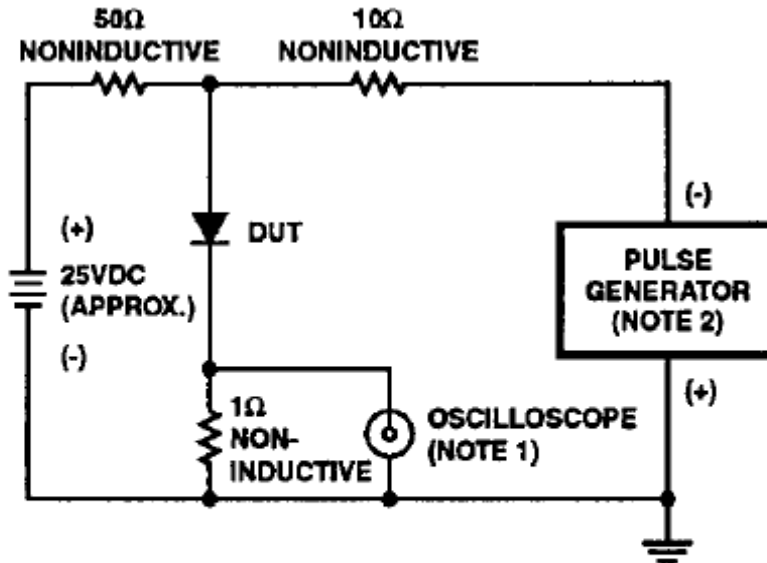 50Ω
NONINDUCTIVE
10Ω
NONINDUCTIVE
(+)
25VDC
(APPROX.)
(-)
DUT
1Ω
NON-
INDUCTIVE
OSCILLOSCOPE
(NOTE 1)
(-)
PULSE
GENERATOR
(NOTE 2)
(+)